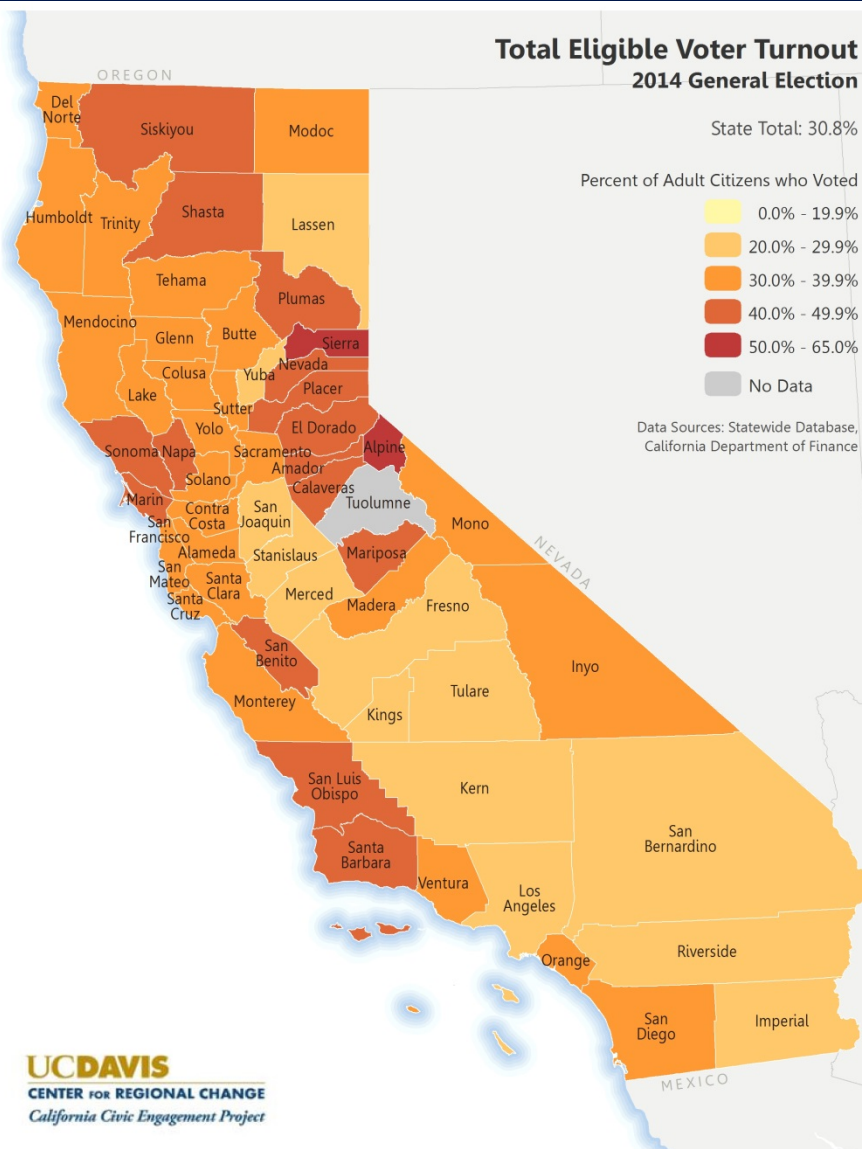 Total Eligible Voter Turnout
2014 General Election
State Total: 30.8%
Percent of Adult Citizens who Voted
0.0% - 19.9%
20.0% - 29.9%
30.0% - 39.9%
40.0% - 49.9%
50.0% - 65.0%
No Data
Data Sources: Statewide Database,
California Department of Finance
OREGON
Del
Norte
Siskiyou
Modoc
Humboldt
Trinity
Shasta
Lassen
Tehama
Plumas
Mendocino
Glenn
Butte
Sierra
Nevada
Yuba
Colusa
Placer
Lake
Sutter
El Dorado
Yolo
Alpine
Sonoma
Napa
Sacramento
Amador
Solano
Calaveras
Marin
Tuolumne
Contra
Costa
San
Joaquin
Mono
San
Francisco
Alameda
Stanislaus
Mariposa
NEVADA
San
Mateo
Santa
Clara
Merced
Madera
Fresno
Santa
Cruz
San
Benito
Inyo
Monterey
Kings
Tulare
San Luis
Obispo
Kern
San
Bernardino
Santa
Barbara
Ventura
Los
Angeles
Orange
Riverside
San
Diego
Imperial
MEXICO
UCDAVIS
CENTER FOR REGIONAL CHANGE
California Civic Engagement Project